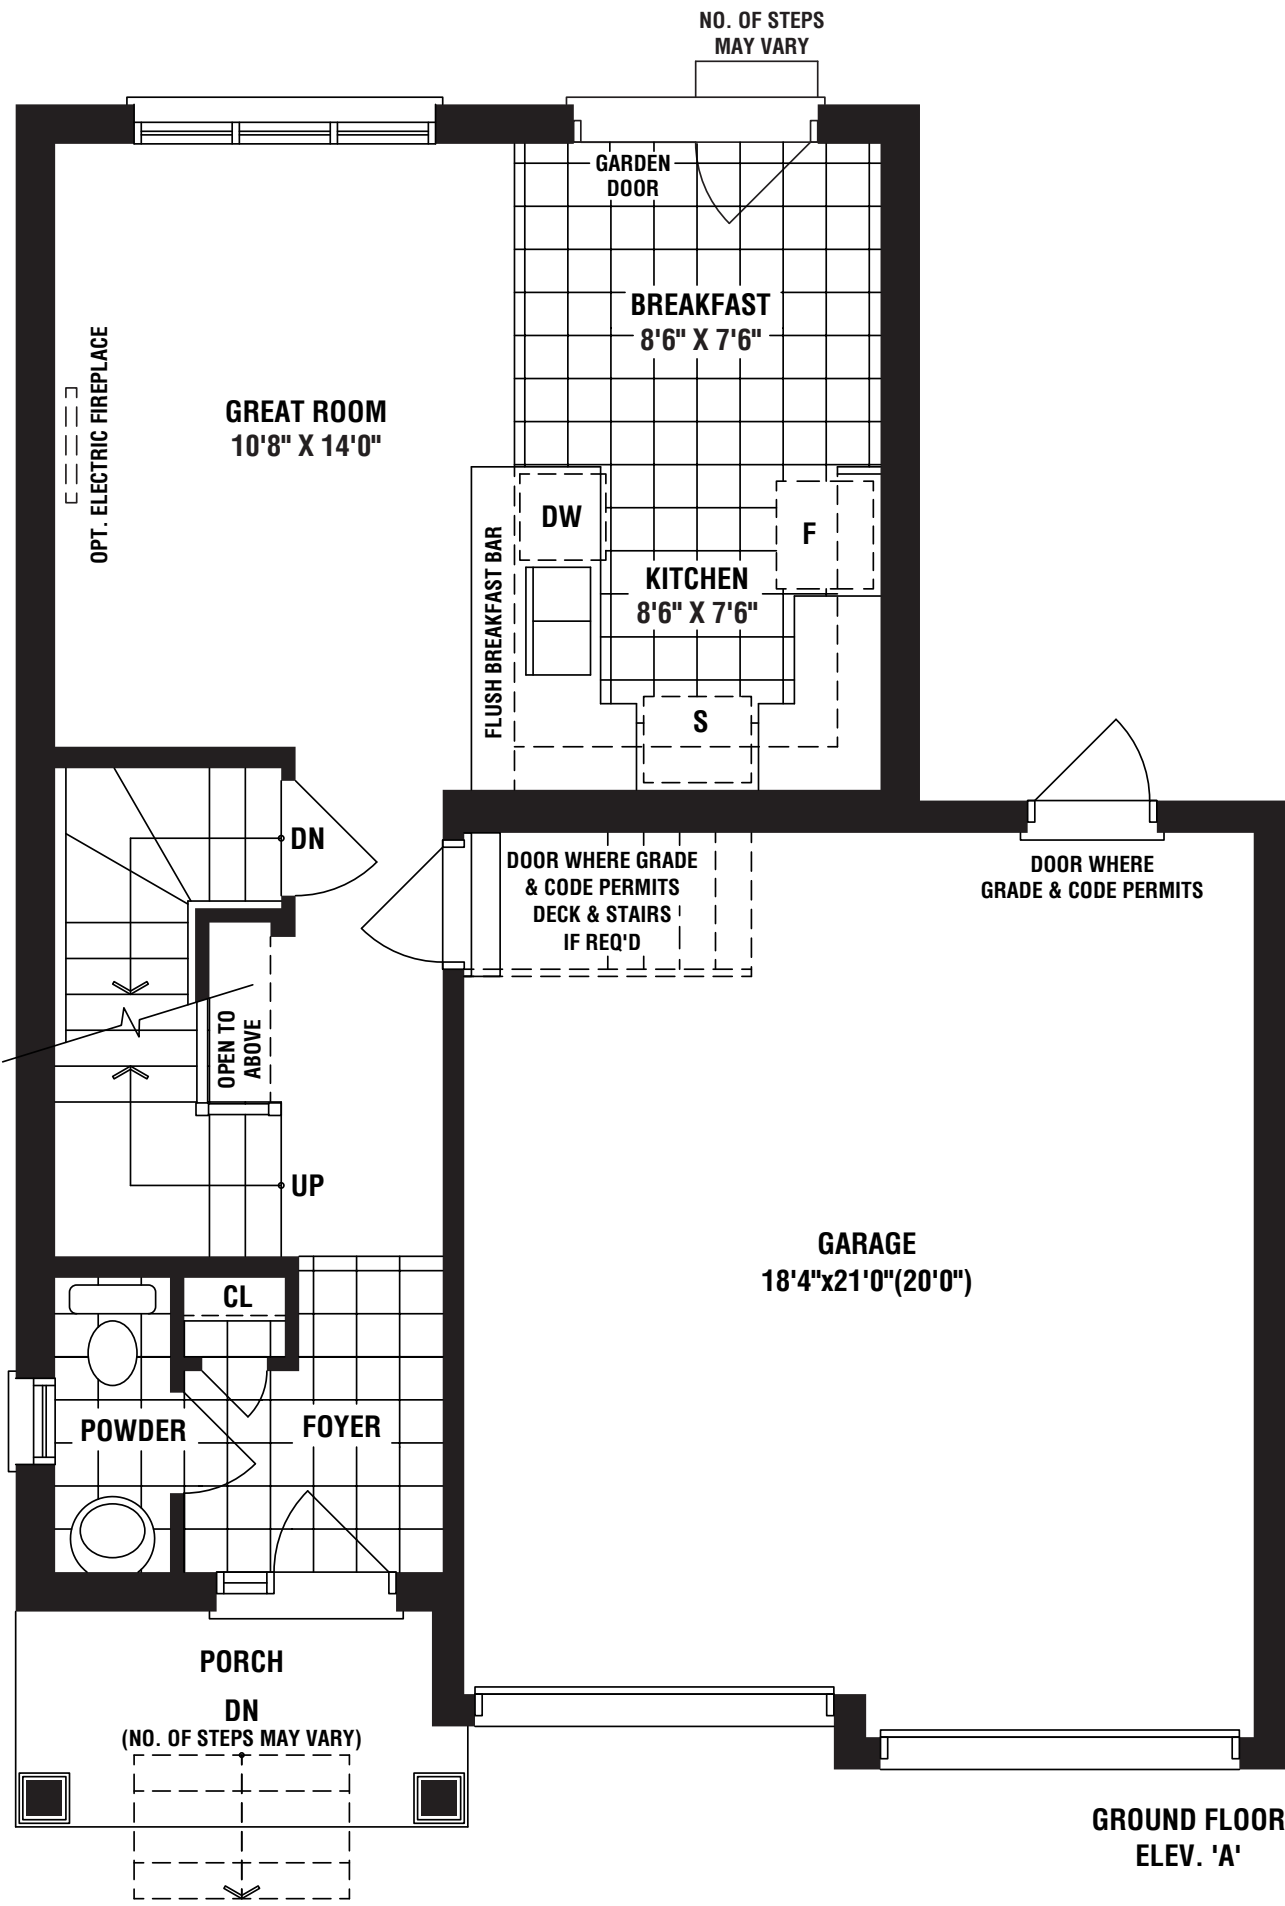 NO. OF STEPS
MAY VARY
GARDEN
DOOR
BREAKFAST
8'6" X 7'6"
OPT. ELECTRIC FIREPLACE
GREAT ROOM
10'8" X 14'0"
DW
F
FLUSH BREAKFAST BAR
KITCHEN
8'6" X 7'6"
S
DN
DOOR WHERE GRADE
& CODE PERMITS
DECK & STAIRS
IF REQ'D
DOOR WHERE
GRADE & CODE PERMITS
OPEN TO
ABOVE
UP
GARAGE
18'4"x21'0"(20'0")
CL
POWDER
FOYER
PORCH
DN
(NO. OF STEPS MAY VARY)
GROUND FLOOR
ELEV. 'A'